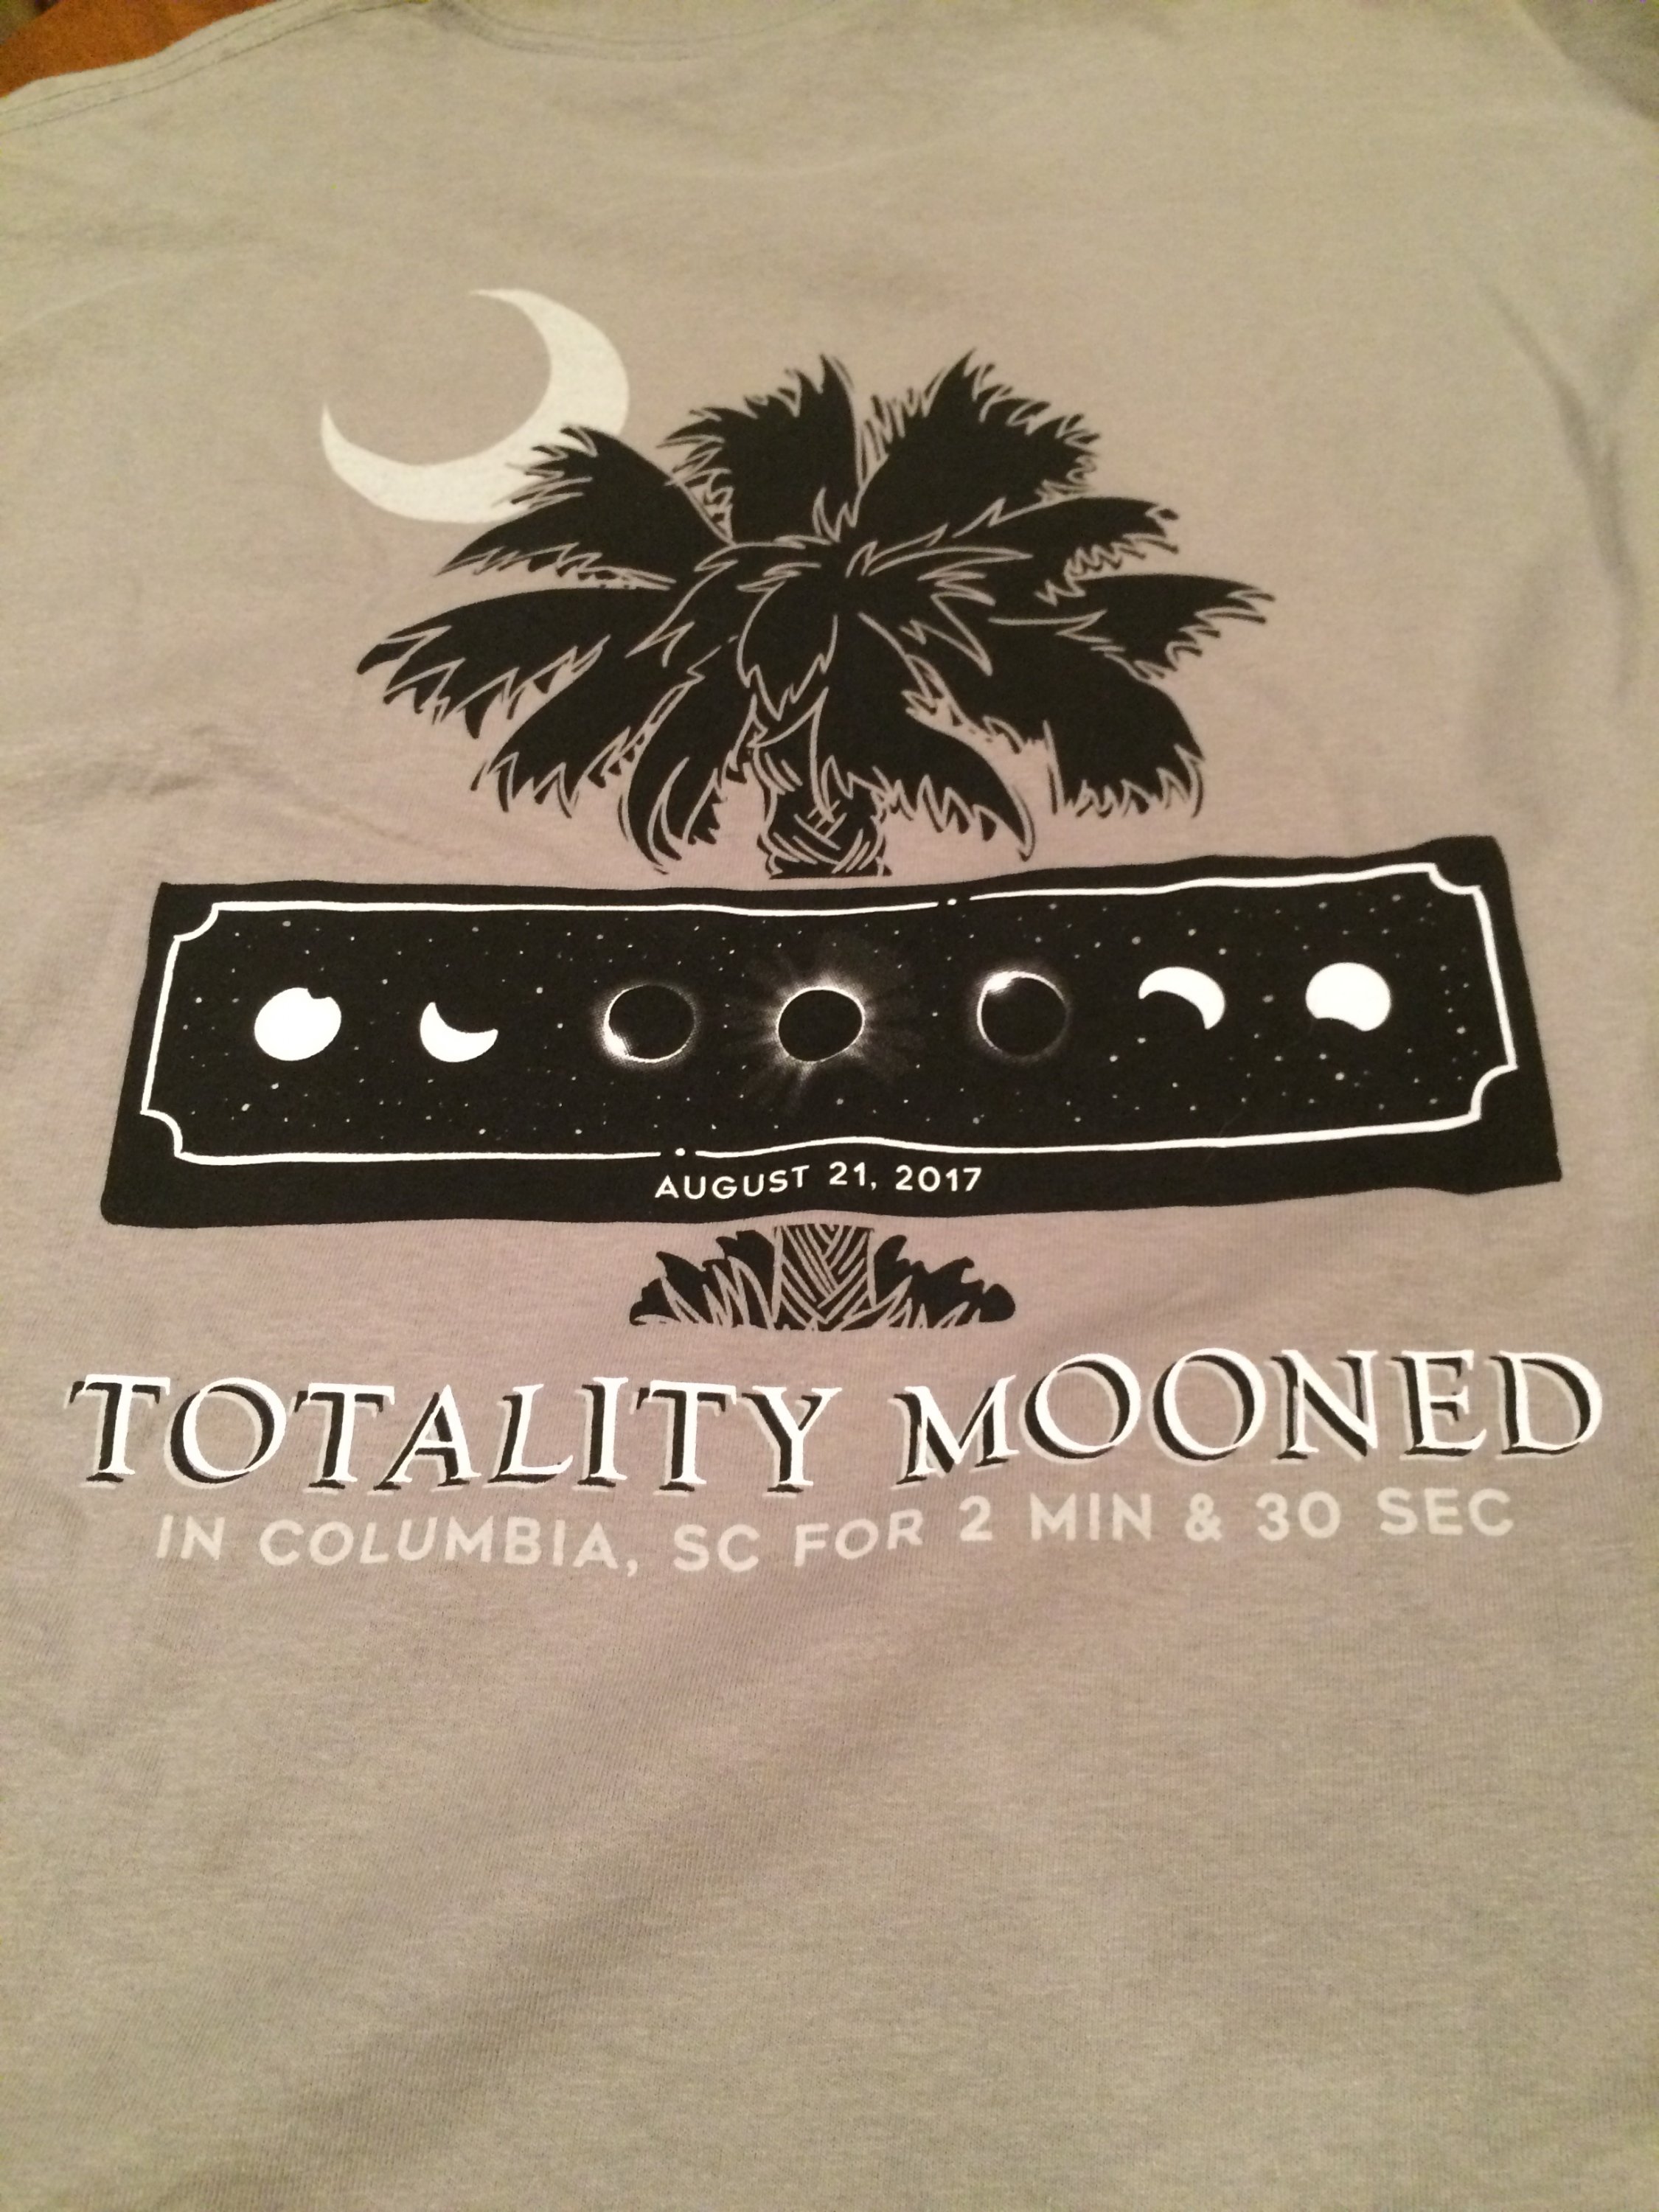 AUGUST 21, 2017
TOTALITY MOONED
IN COLUMBIA, SC FOR 2 MIN & 30 SEC